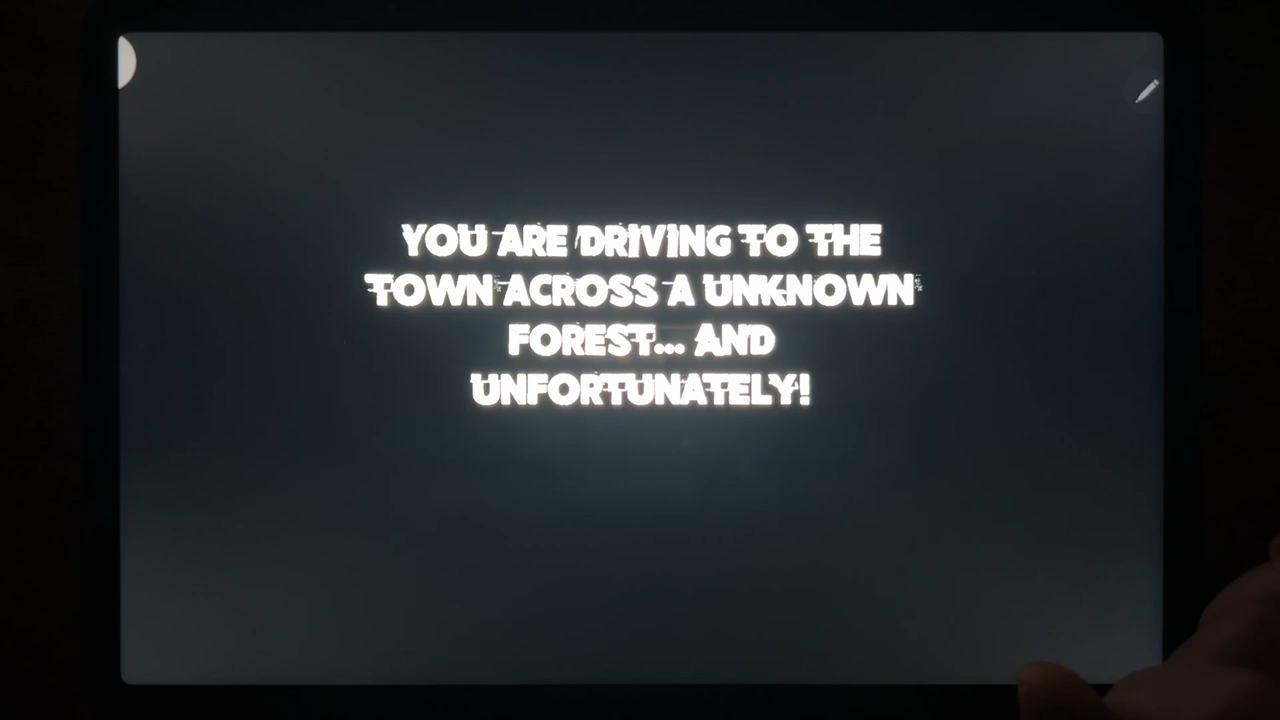 YOU ARE DRIVING TO THE
TOWN ACROSS A UNKNOWN
FOREST... AND
UNFORTUNATELY!